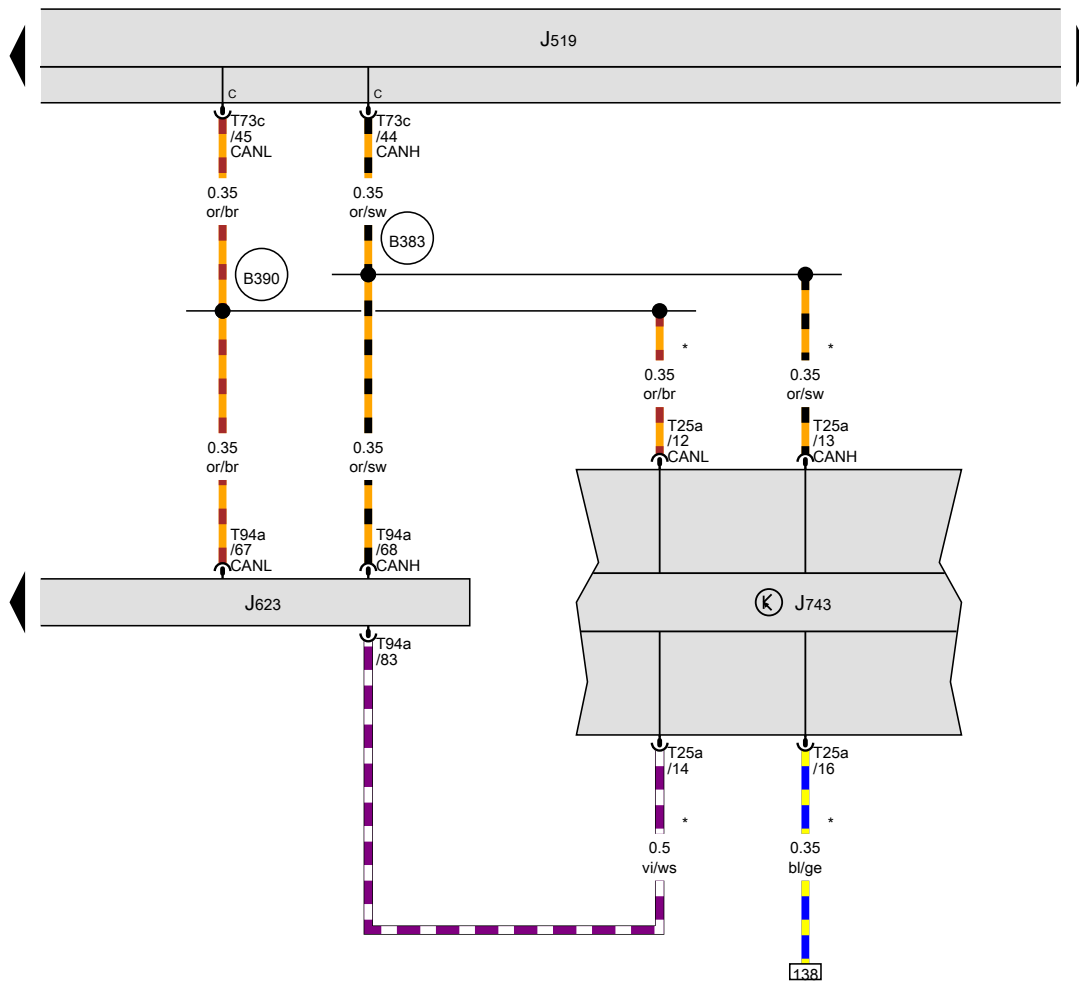 J519
c
c
T73c
/45
CANL
T73c
/44
CANH
0.35
or/br
0.35
or/sw
B383
B390
*
*
0.35
or/br
0.35
or/sw
T25a
/12
CANL
T25a
/13
CANH
0.35
or/br
0.35
or/sw
T94a
/67
CANL
T94a
/68
CANH
J623
J743
T94a
/83
T25a
/14
T25a
/16
*
*
0.5
vi/ws
0.35
bl/ge
138